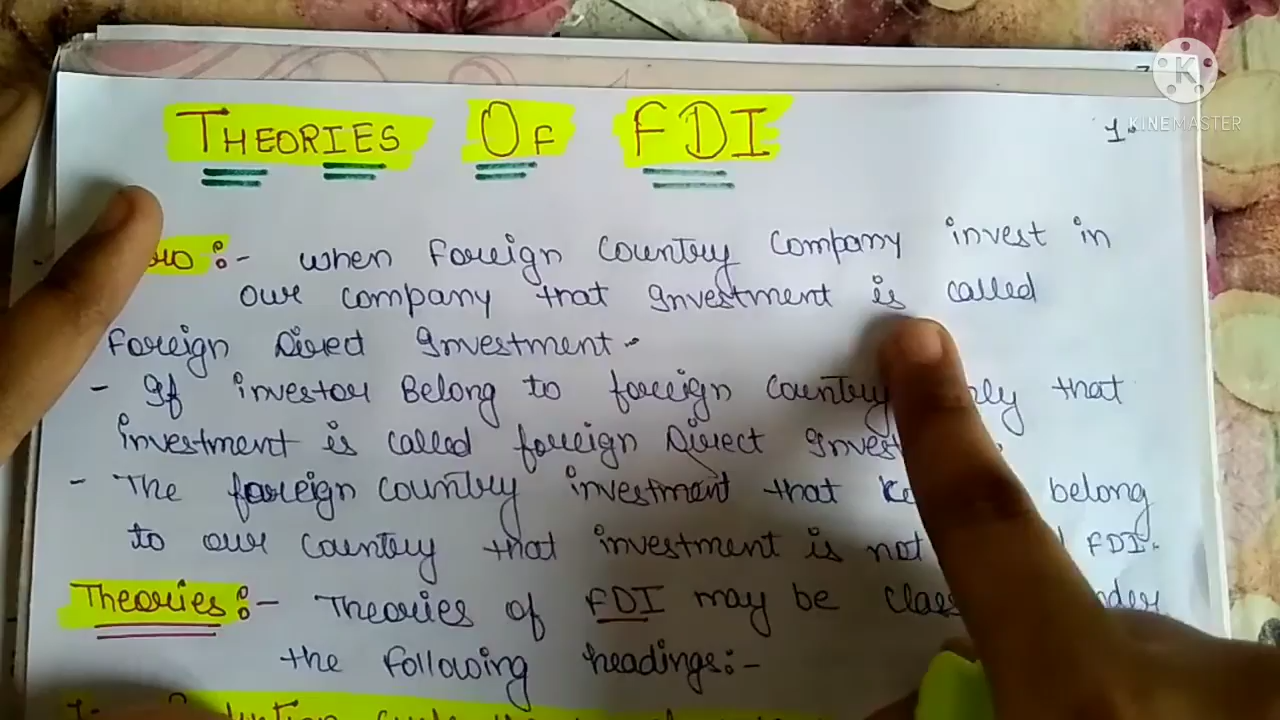 THEORIES OF FDI
1.
:- when foreign country company invest in
our company that investment is called
foreign Direct Investment.
- If investor Belong to foreign country that
investment is called foreign Direct
- The foreign country investment that belong
to our country that investment is not FDI.
Theories:- Theories of FDI may be
the following headings:-
1.
KINEMASTER